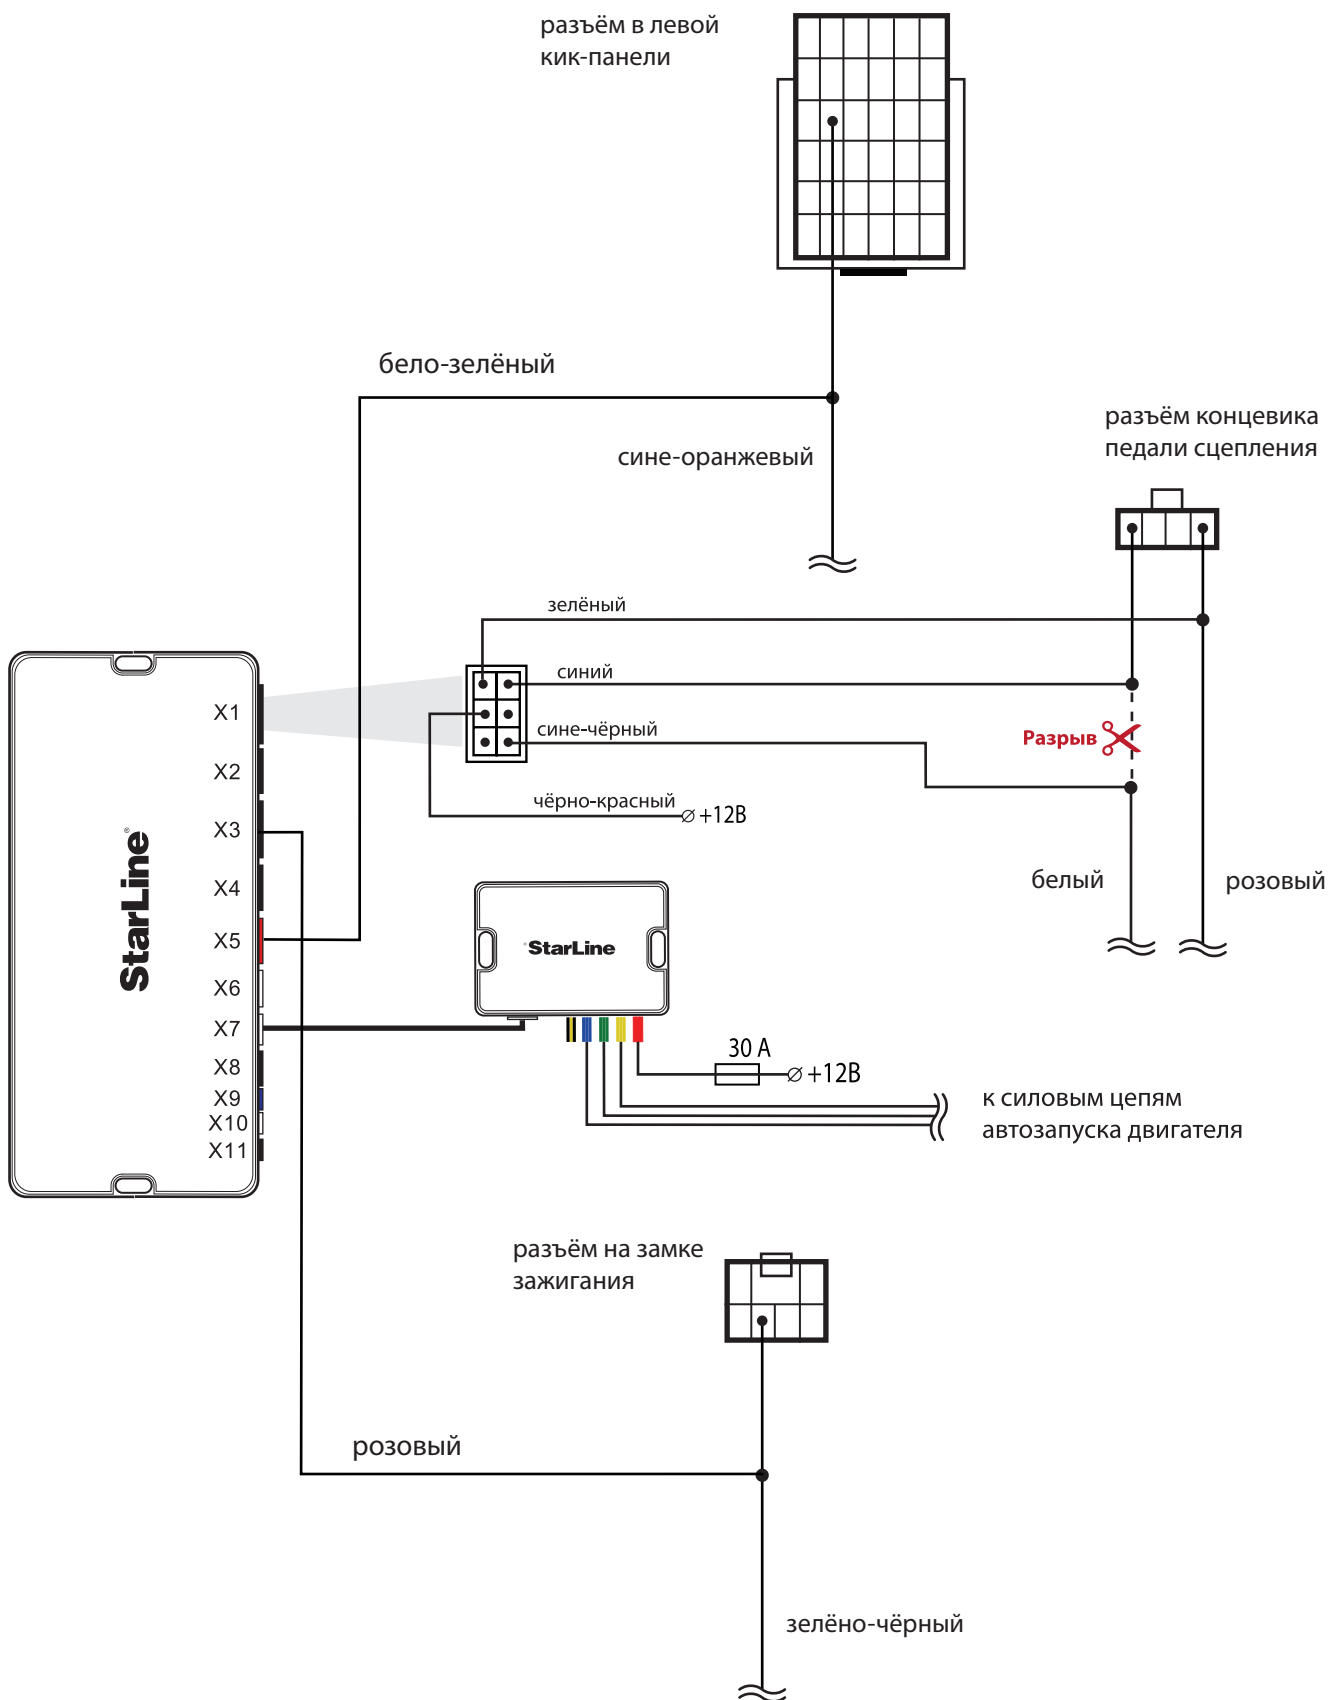 разъём в левой
кик-панели
бело-зелёный
сине-оранжевый
разъём концевика
педали сцепления
зелёный
синий
сине-чёрный
Разрыв
чёрно-красный
+12В
белый
розовый
X1
X2
X3
X4
X5
X6
X7
X8
X9
X10
X11
StarLine®
StarLine
30 А
+12В
к силовым цепям
автозапуска двигателя
разъём на замке
зажигания
розовый
зелёно-чёрный